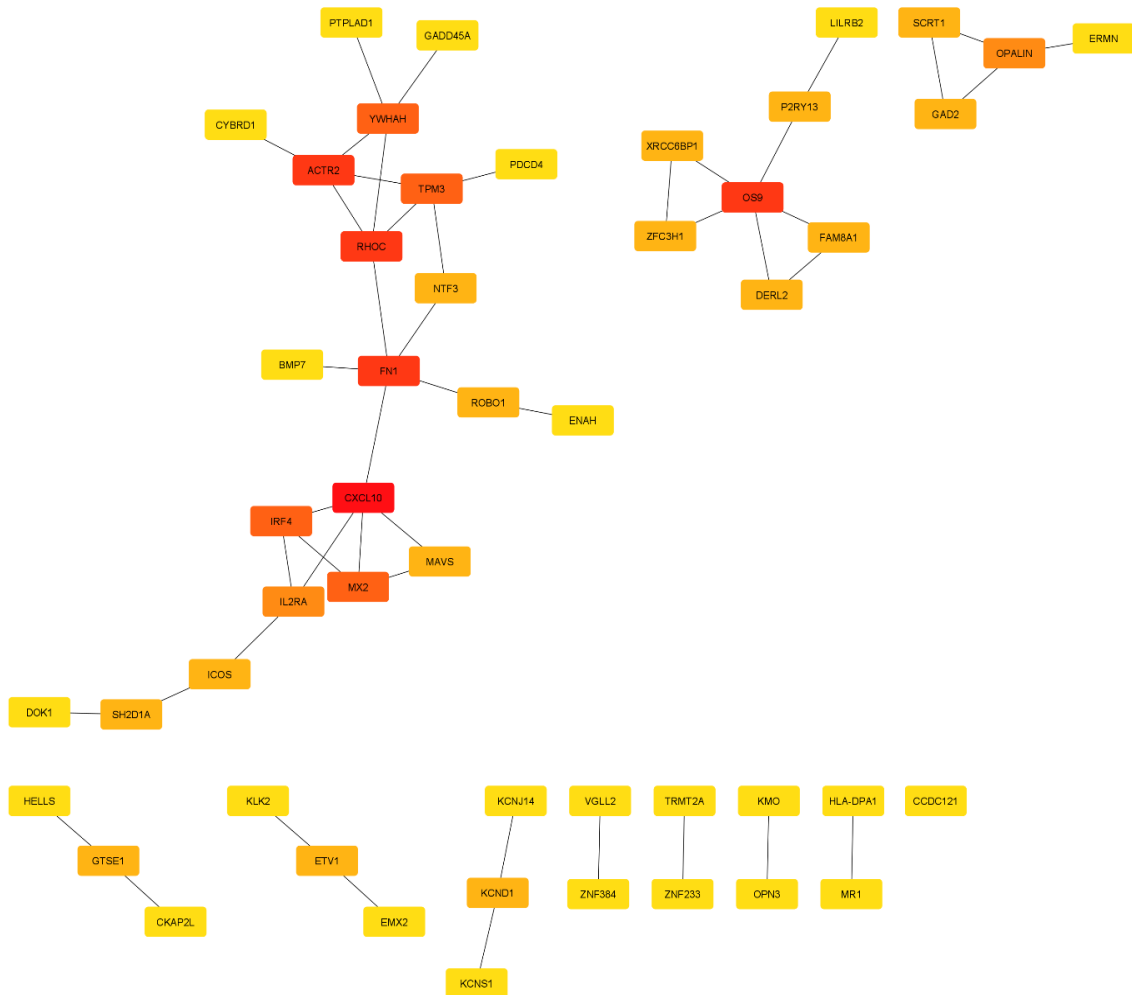 PTPLAD1
GADD45A
LILRB2
SCRT1
ERMN
OPALIN
CYBRD1
YWHAH
P2RY13
GAD2
XRCC6BP1
PDCD4
ACTR2
TPM3
OS9
RHOC
ZFC3H1
FAM8A1
NTF3
DERL2
BMP7
FN1
ROBO1
ENAH
CXCL10
IRF4
MAVS
MX2
IL2RA
ICOS
DOK1
SH2D1A
HELLS
KLK2
KCNJ14
VGLL2
TRMT2A
KMO
HLA-DPA1
CCDC121
GTSE1
ETV1
KCND1
ZNF384
ZNF233
OPN3
MR1
CKAP2L
EMX2
KCNS1